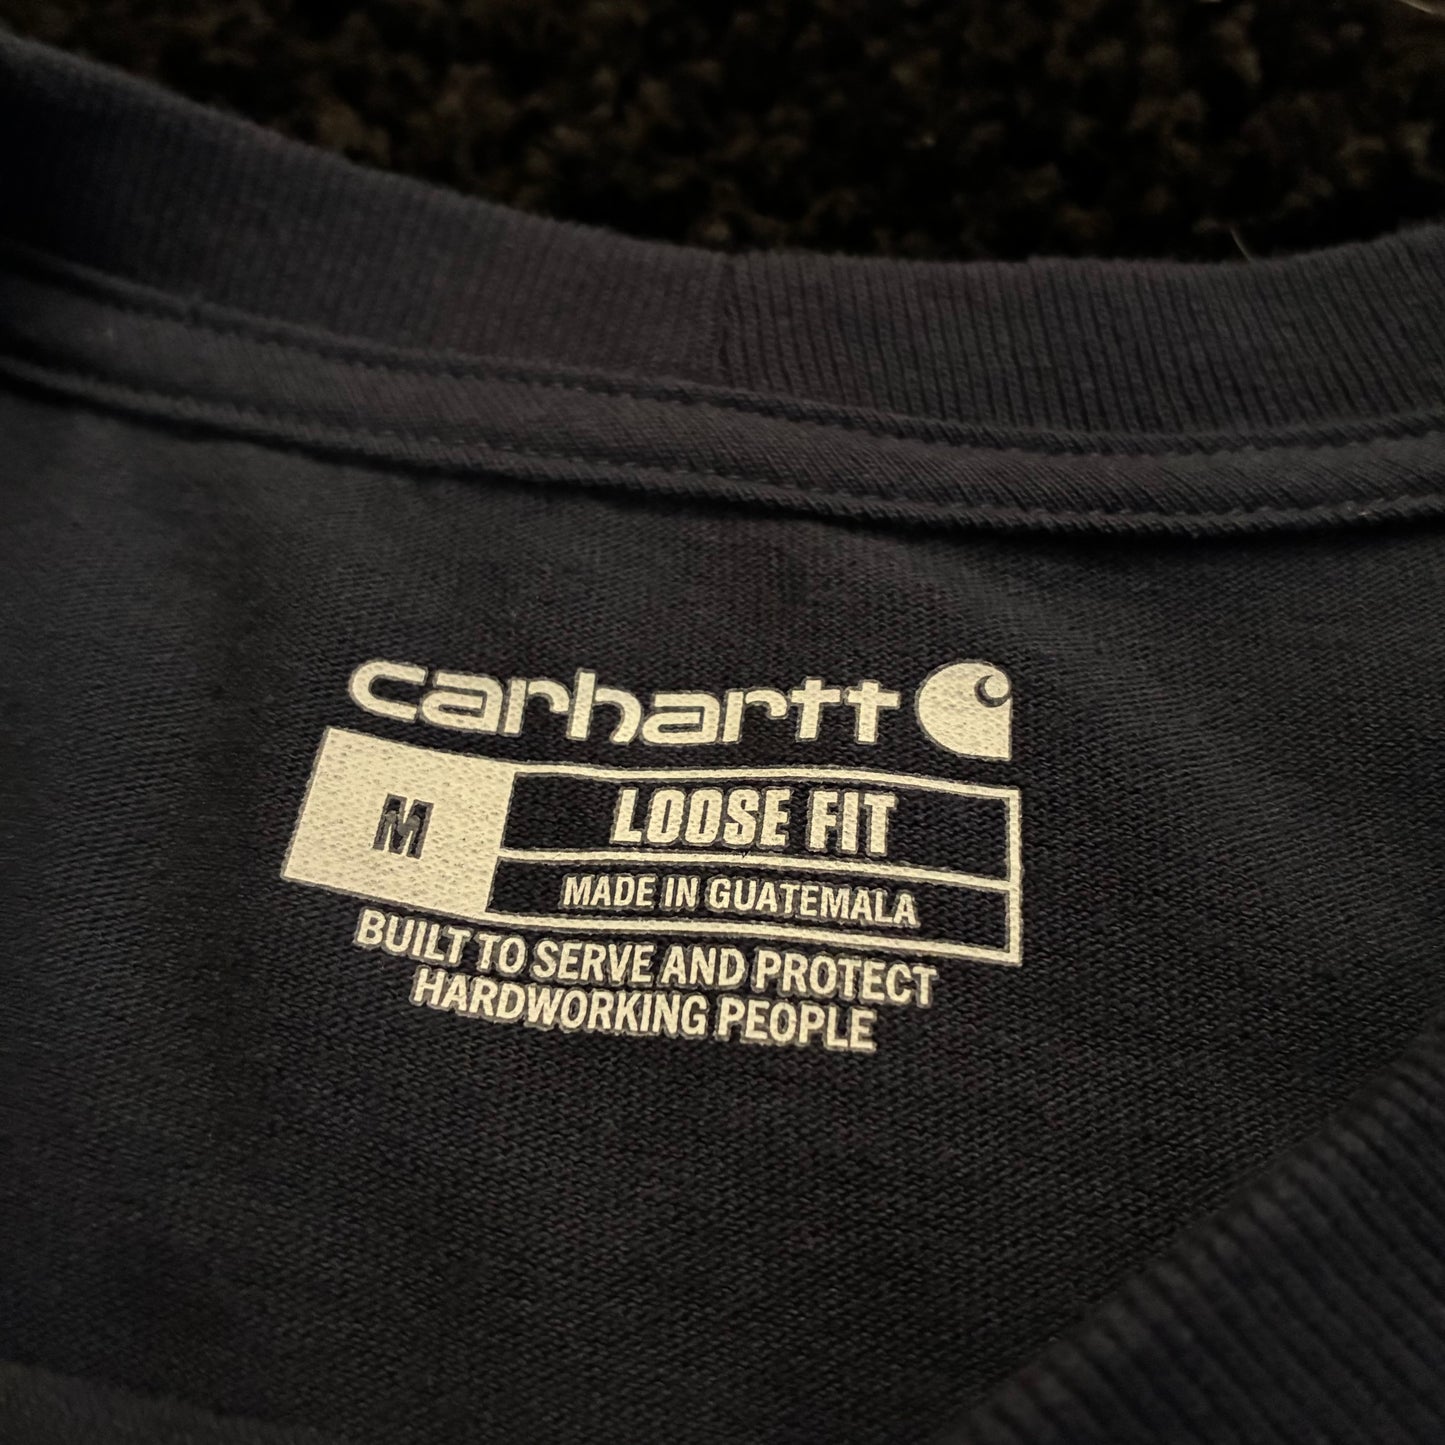 carhartt
M
LOOSE FIT
MADE IN GUATEMALA
BUILT TO SERVE AND PROTECT
HARDWORKING PEOPLE